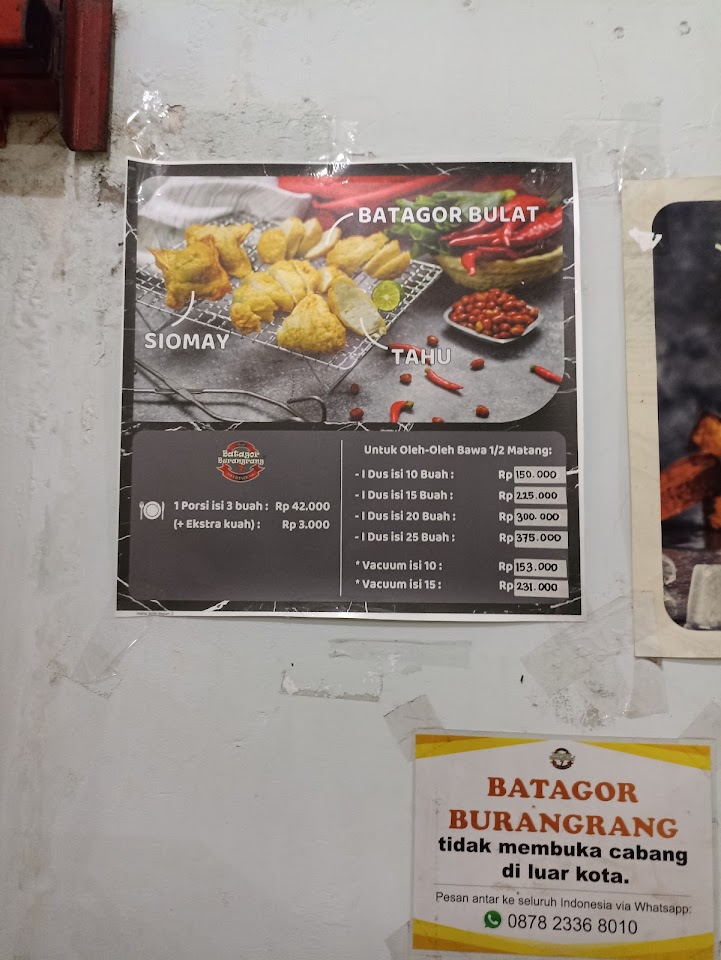 BATAGOR BULAT
SIOMAY
TAHU
Batagor
Burangrang
1 Porsi isi 3 buah : Rp 42.000
(+ Ekstra kuah) : Rp 3.000
Untuk Oleh-Oleh Bawa 1/2 Matang:
- I Dus isi 10 Buah : Rp 150.000
- I Dus isi 15 Buah : Rp 225.000
- I Dus isi 20 Buah : Rp 300.000
- I Dus isi 25 Buah : Rp 375.000
* Vacuum isi 10 : Rp 153.000
* Vacuum isi 15 : Rp 231.000
BATAGOR
BURANGRANG
tidak membuka cabang
di luar kota.
Pesan antar ke seluruh Indonesia via Whatsapp:
0878 2336 8010